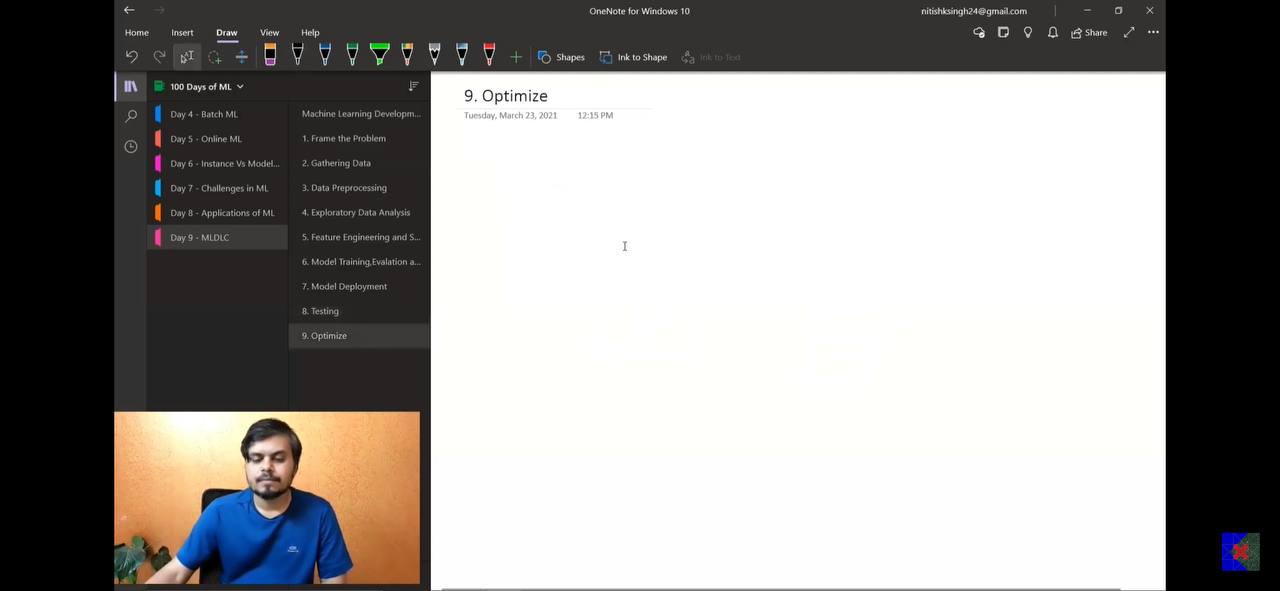 OneNote for Windows 10
nitishksingh24@gmail.com
Home Insert Draw View Help
Share
Shapes Ink to Shape Ink to Text
100 Days of ML
Day 4 - Batch ML
Day 5 - Online ML
Day 6 - Instance Vs Model...
Day 7 - Challenges in ML
Day 8 - Applications of ML
Day 9 - MLDLC
Machine Learning Developm...
1. Frame the Problem
2. Gathering Data
3. Data Preprocessing
4. Exploratory Data Analysis
5. Feature Engineering and S...
6. Model Training,Evalation a...
7. Model Deployment
8. Testing
9. Optimize
9. Optimize
Tuesday, March 23, 2021 12:15 PM